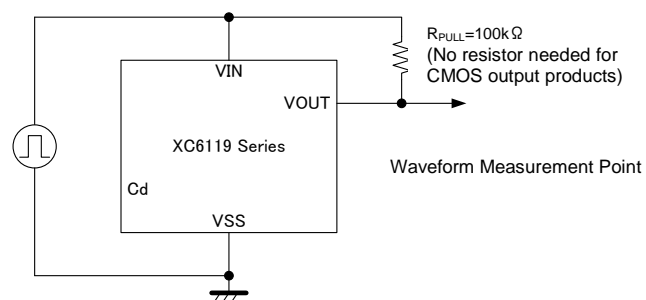 RPULL=100kΩ
(No resistor needed for
CMOS output products)
VIN
VOUT
XC6119 Series
Waveform Measurement Point
Cd
VSS